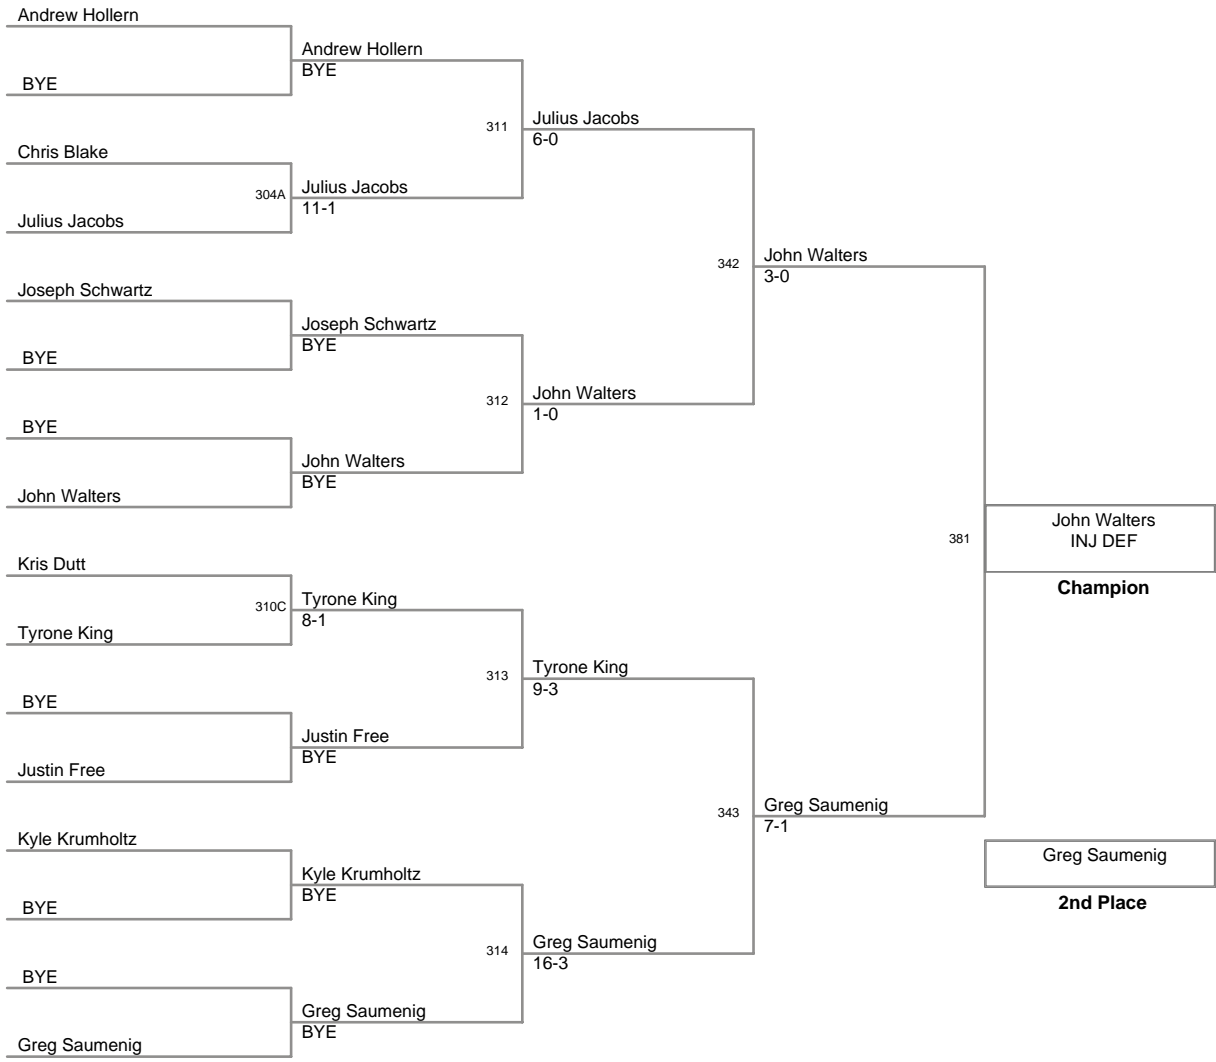 Andrew Hollern
Andrew Hollern
BYE
BYE
311
Julius Jacobs
6-0
Chris Blake
304A
Julius Jacobs
11-1
Julius Jacobs
342
John Walters
3-0
Joseph Schwartz
Joseph Schwartz
BYE
BYE
312
John Walters
1-0
BYE
John Walters
BYE
John Walters
381
John Walters
INJ DEF
Champion
Kris Dutt
310C
Tyrone King
8-1
Tyrone King
313
Tyrone King
9-3
BYE
Justin Free
BYE
Justin Free
343
Greg Saumenig
7-1
Kyle Krumholtz
Kyle Krumholtz
BYE
BYE
Greg Saumenig
2nd Place
314
Greg Saumenig
16-3
BYE
Greg Saumenig
BYE
Greg Saumenig